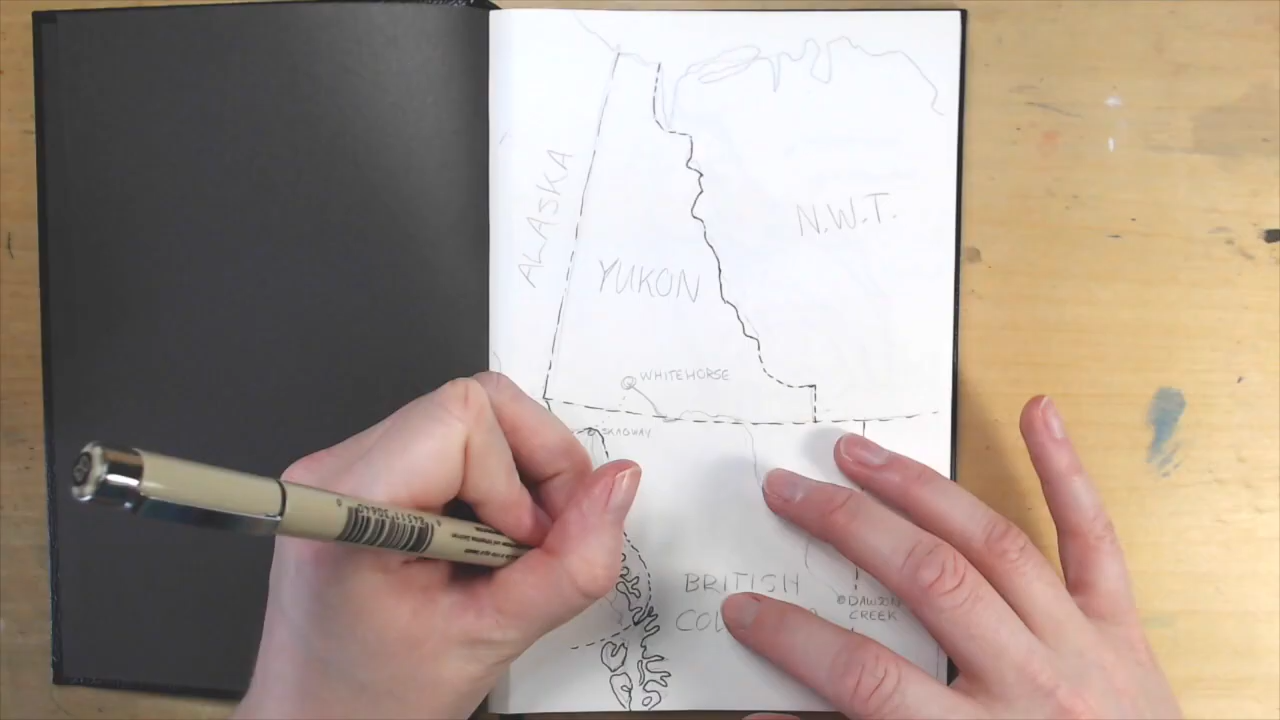 ALASKA
N.W.T.
YUKON
WHITEHORSE
SKAGWAY
BRITISH
DAWSON
CREEK